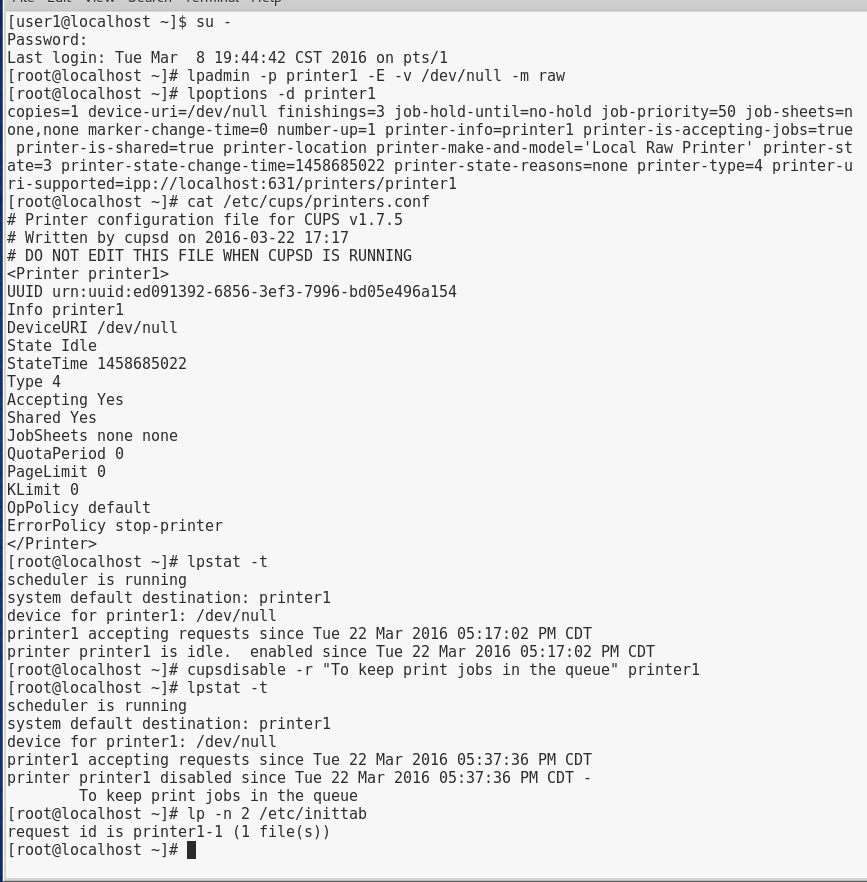 [user1@localhost ~]$ su -
Password:
Last login: Tue Mar  8 19:44:42 CST 2016 on pts/1
[root@localhost ~]# lpadmin -p printer1 -E -v /dev/null -m raw
[root@localhost ~]# lpoptions -d printer1
copies=1 device-uri=/dev/null finishings=3 job-hold-until=no-hold job-priority=50 job-sheets=n
one,none marker-change-time=0 number-up=1 printer-info=printer1 printer-is-accepting-jobs=true
 printer-is-shared=true printer-location printer-make-and-model='Local Raw Printer' printer-st
ate=3 printer-state-change-time=1458685022 printer-state-reasons=none printer-type=4 printer-u
ri-supported=ipp://localhost:631/printers/printer1
[root@localhost ~]# cat /etc/cups/printers.conf
# Printer configuration file for CUPS v1.7.5
# Written by cupsd on 2016-03-22 17:17
# DO NOT EDIT THIS FILE WHEN CUPSD IS RUNNING
<Printer printer1>
UUID urn:uuid:ed091392-6856-3ef3-7996-bd05e496a154
Info printer1
DeviceURI /dev/null
State Idle
StateTime 1458685022
Type 4
Accepting Yes
Shared Yes
JobSheets none none
QuotaPeriod 0
PageLimit 0
KLimit 0
OpPolicy default
ErrorPolicy stop-printer
</Printer>
[root@localhost ~]# lpstat -t
scheduler is running
system default destination: printer1
device for printer1: /dev/null
printer1 accepting requests since Tue 22 Mar 2016 05:17:02 PM CDT
printer printer1 is idle.  enabled since Tue 22 Mar 2016 05:17:02 PM CDT
[root@localhost ~]# cupsdisable -r "To keep print jobs in the queue" printer1
[root@localhost ~]# lpstat -t
scheduler is running
system default destination: printer1
device for printer1: /dev/null
printer1 accepting requests since Tue 22 Mar 2016 05:37:36 PM CDT
printer printer1 disabled since Tue 22 Mar 2016 05:37:36 PM CDT -
        To keep print jobs in the queue
[root@localhost ~]# lp -n 2 /etc/inittab
request id is printer1-1 (1 file(s))
[root@localhost ~]#